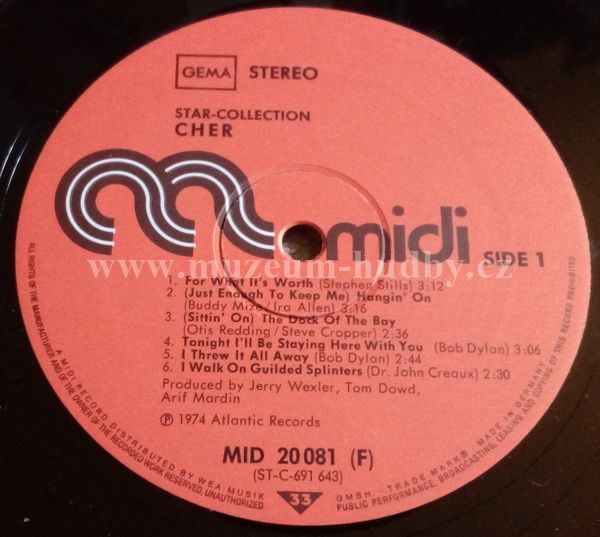 GEMA STEREO
STAR-COLLECTION
CHER
midi
SIDE 1
www.muzeum-hudby.cz
1. For What It's Worth (Stephen Stills) 3:12
2. (Just Enough To Keep Me) Hangin' On
(Buddy Mize/Ira Allen) 3:16
3. (Sittin' On) The Dock Of The Bay
(Otis Redding/Steve Cropper) 2:36
4. Tonight I'll Be Staying Here With You (Bob Dylan) 3:06
5. I Threw It All Away (Bob Dylan) 2:44
6. I Walk On Guilded Splinters (Dr. John Creaux) 2:30
Produced by Jerry Wexler, Tom Dowd,
Arif Mardin
℗ 1974 Atlantic Records
MID 20 081 (F)
(ST-C-691 643)
33
A MIDI RECORD DISTRIBUTED BY WEA MUSIK GMBH. - TRADE MARK® MADE IN GERMANY
ALL RIGHTS OF THE MANUFACTURER AND OF THE OWNER OF THE RECORDED WORK RESERVED. UNAUTHORIZED PUBLIC PERFORMANCE, BROADCASTING, LEASING AND COPYING OF THIS RECORD PROHIBITED